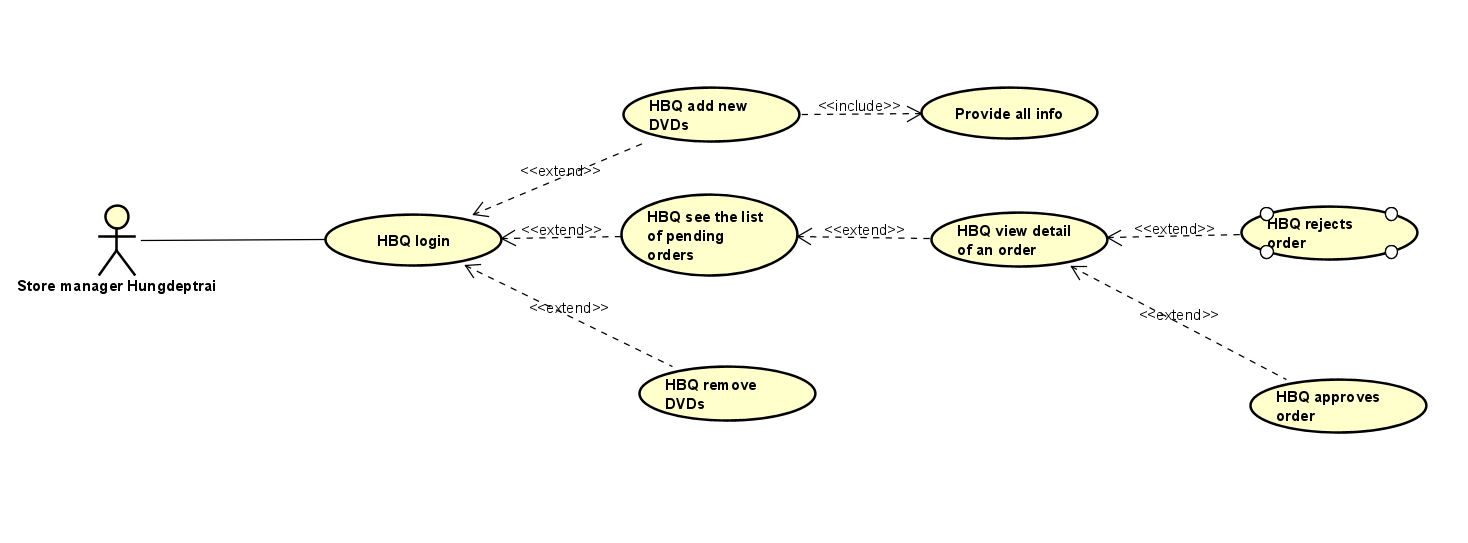 HBQ add new
DVDs
<<include>>
Provide all info
<<extend>>
Store manager Hungdeptrai
HBQ login
<<extend>>
HBQ see the list
of pending
orders
<<extend>>
HBQ view detail
of an order
<<extend>>
HBQ rejects
order
<<extend>>
<<extend>>
HBQ remove
DVDs
HBQ approves
order